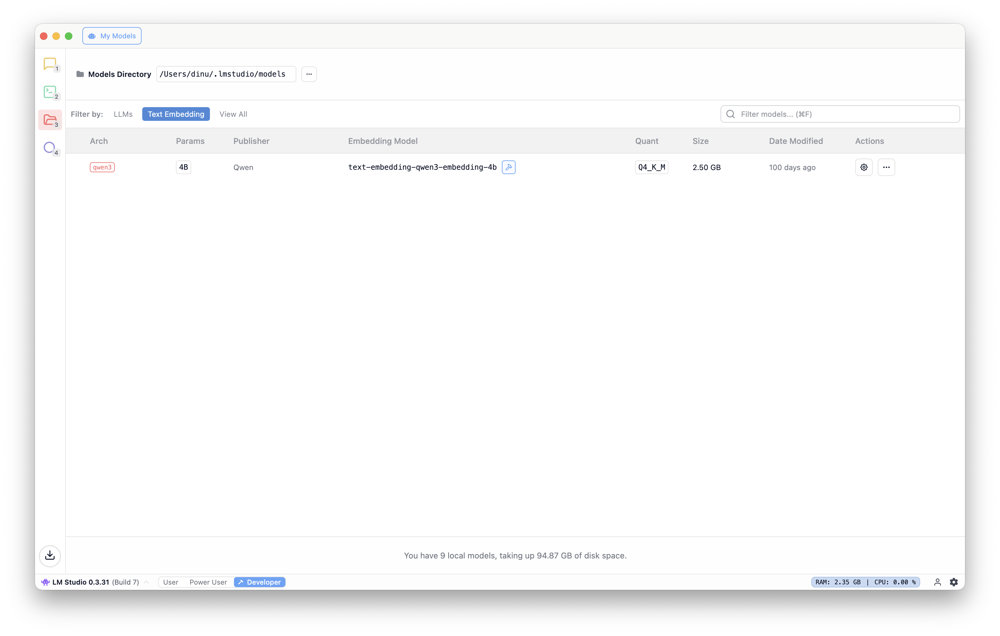 My Models
1
2
3
4
Models Directory /Users/dinu/.lmstudio/models ...
Filter by: LLMs Text Embedding View All Filter models... (⌘F)
Arch Params Publisher Embedding Model Quant Size Date Modified Actions
qwen3 4B Qwen text-embedding-qwen3-embedding-4b Q4_K_M 2.50 GB 100 days ago ...
You have 9 local models, taking up 94.87 GB of disk space.
LM Studio 0.3.31 (Build 7) User Power User Developer RAM: 2.35 GB | CPU: 0.00 %